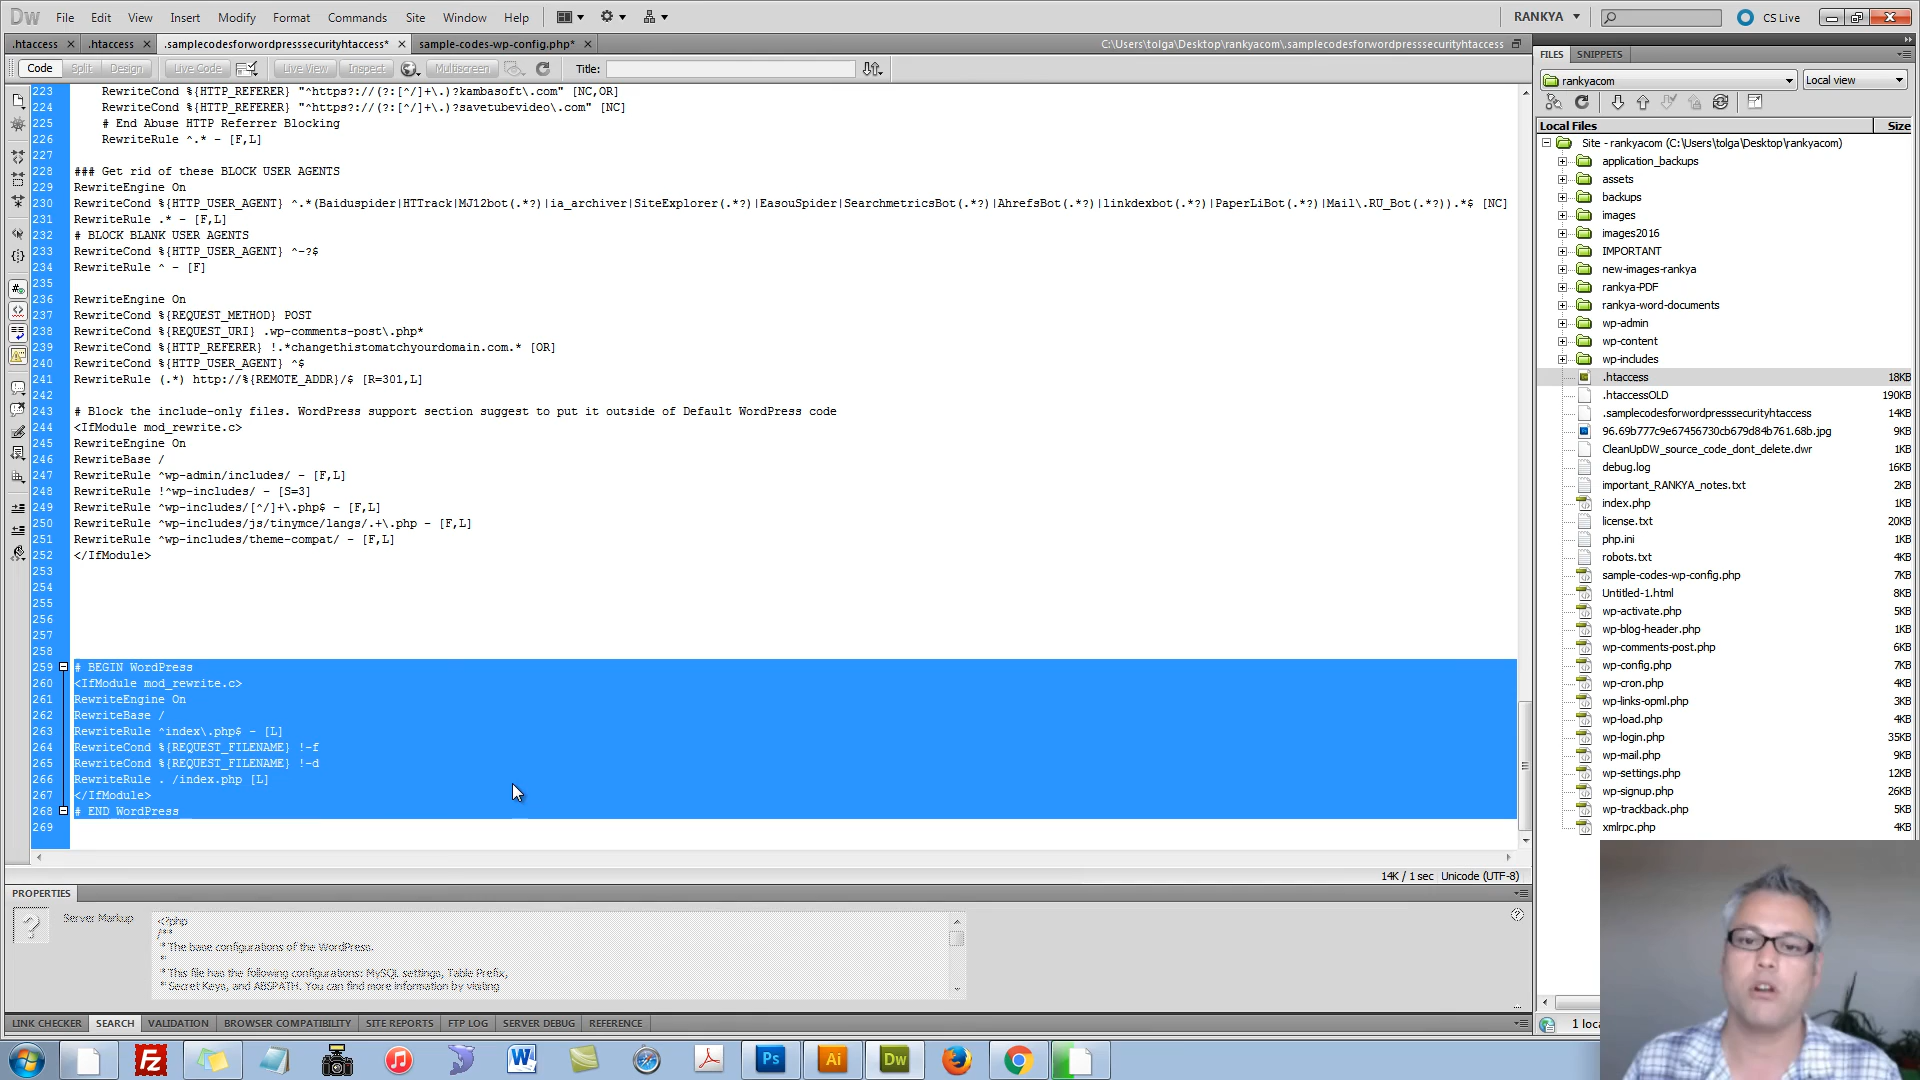 Dw File Edit View Insert Modify Format Commands Site Window Help RANKYA CS Live
.htaccess .htaccess .samplecodesforwordpresssecurityhtaccess* sample-codes-wp-config.php* C:\Users\tolga\Desktop\rankyacom\.samplecodesforwordpresssecurityhtaccess
Code Split Design Live Code Live View Inspect Multiscreen Title:
223 RewriteCond %{HTTP_REFERER} "^https?://(?:[^/]+\.)?kambasoft\.com" [NC,OR]
224 RewriteCond %{HTTP_REFERER} "^https?://(?:[^/]+\.)?savetubevideo\.com" [NC]
225 # End Abuse HTTP Referrer Blocking
226 RewriteRule ^.* - [F,L]
227
228 ### Get rid of these BLOCK USER AGENTS
229 RewriteEngine On
230 RewriteCond %{HTTP_USER_AGENT} ^.*(Baiduspider|HTTrack|MJ12bot(.*?)|ia_archiver|SiteExplorer(.*?)|EasouSpider|SearchmetricsBot(.*?)|AhrefsBot(.*?)|linkdexbot(.*?)|PaperLiBot(.*?)|Mail\.RU_Bot(.*?)).*$ [NC]
231 RewriteRule .* - [F,L]
232 # BLOCK BLANK USER AGENTS
233 RewriteCond %{HTTP_USER_AGENT} ^-?$
234 RewriteRule ^ - [F]
235
236 RewriteEngine On
237 RewriteCond %{REQUEST_METHOD} POST
238 RewriteCond %{REQUEST_URI} .wp-comments-post\.php*
239 RewriteCond %{HTTP_REFERER} !.*changethistomatchyourdomain.com.* [OR]
240 RewriteCond %{HTTP_USER_AGENT} ^$
241 RewriteRule (.*) http://%{REMOTE_ADDR}/$ [R=301,L]
242
243 # Block the include-only files. WordPress support section suggest to put it outside of Default WordPress code
244 <IfModule mod_rewrite.c>
245 RewriteEngine On
246 RewriteBase /
247 RewriteRule ^wp-admin/includes/ - [F,L]
248 RewriteRule !^wp-includes/ - [S=3]
249 RewriteRule ^wp-includes/[^/]+\.php$ - [F,L]
250 RewriteRule ^wp-includes/js/tinymce/langs/.+\.php - [F,L]
251 RewriteRule ^wp-includes/theme-compat/ - [F,L]
252 </IfModule>
253
254
255
256
257
258
259 # BEGIN WordPress
260 <IfModule mod_rewrite.c>
261 RewriteEngine On
262 RewriteBase /
263 RewriteRule ^index\.php$ - [L]
264 RewriteCond %{REQUEST_FILENAME} !-f
265 RewriteCond %{REQUEST_FILENAME} !-d
266 RewriteRule . /index.php [L]
267 </IfModule>
268 # END WordPress
269
14K / 1 sec Unicode (UTF-8)
PROPERTIES
? Server Markup
<?php
/**
* The base configurations of the WordPress.
*
* This file has the following configurations: MySQL settings, Table Prefix,
* Secret Keys, and ABSPATH. You can find more information by visiting
LINK CHECKER SEARCH VALIDATION BROWSER COMPATIBILITY SITE REPORTS FTP LOG SERVER DEBUG REFERENCE
FILES SNIPPETS
rankyacom Local view
Local Files Size
Site - rankyacom (C:\Users\tolga\Desktop\rankyacom)
application_backups
assets
backups
images
images2016
IMPORTANT
new-images-rankya
rankya-PDF
rankya-word-documents
wp-admin
wp-content
wp-includes
.htaccess 18KB
.htaccessOLD 190KB
.samplecodesforwordpresssecurityhtaccess 14KB
96.69b777c9e67456730cb679d84b761.68b.jpg 9KB
CleanUpDW_source_code_dont_delete.dwr 1KB
debug.log 16KB
important_RANKYA_notes.txt 2KB
index.php 1KB
license.txt 20KB
php.ini 1KB
robots.txt 4KB
sample-codes-wp-config.php 7KB
Untitled-1.html 8KB
wp-activate.php 5KB
wp-blog-header.php 1KB
wp-comments-post.php 6KB
wp-config.php 7KB
wp-cron.php 4KB
wp-links-opml.php 3KB
wp-load.php 4KB
wp-login.php 35KB
wp-mail.php 9KB
wp-settings.php 12KB
wp-signup.php 26KB
wp-trackback.php 5KB
xmlrpc.php 4KB
1 loca
Fz W Ps Ai Dw